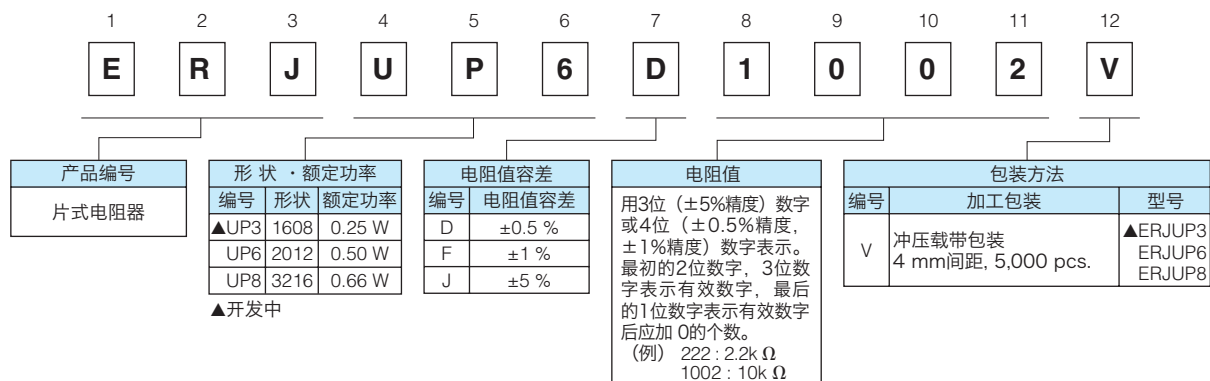 1 2 3 4 5 6 7 8 9 10 11 12
E R J U P 6 D 1 0 0 2 V
产品编号
片式电阻器
形 状 ・额定功率
编号 形状 额定功率
▲UP3 1608 0.25 W
UP6 2012 0.50 W
UP8 3216 0.66 W
▲开发中
电阻值容差
编号 电阻值容差
D ±0.5 %
F ±1 %
J ±5 %
电阻值
用3位（±5%精度）数字
或4位（±0.5%精度，
±1%精度）数字表示。
最初的2位数字，3位数
字表示有效数字，最后
的1位数字表示有效数字
后应加 0的个数。
（例） 222 : 2.2k Ω
1002 : 10k Ω
包装方法
编号 加工包装 型号
V 冲压载带包装
4 mm间距, 5,000 pcs.
▲ERJUP3
ERJUP6
ERJUP8